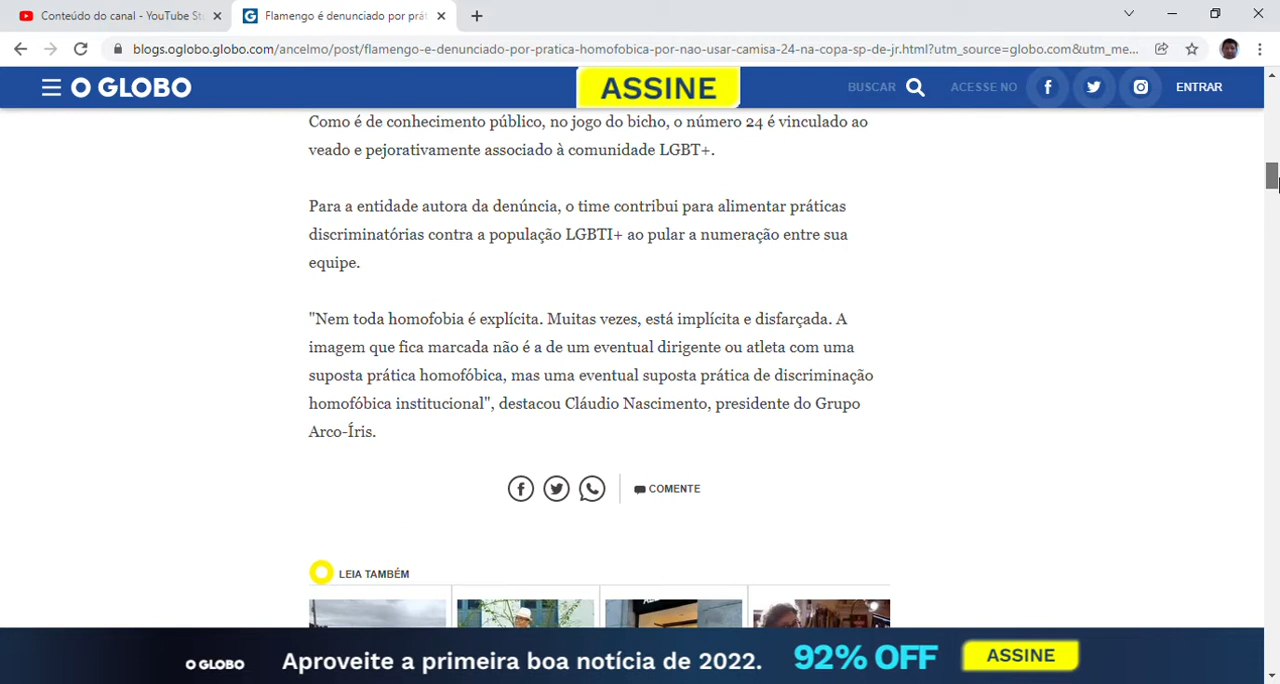 Conteúdo do canal - YouTube St
Flamengo é denunciado por prát
blogs.oglobo.globo.com/ancelmo/post/flamengo-e-denunciado-por-pratica-homofobica-por-nao-usar-camisa-24-na-copa-sp-de-jr.html?utm_source=globo.com&utm_me...
O GLOBO
ASSINE
BUSCAR
ACESSE NO
ENTRAR
Como é de conhecimento público, no jogo do bicho, o número 24 é vinculado ao
veado e pejorativamente associado à comunidade LGBT+.
Para a entidade autora da denúncia, o time contribui para alimentar práticas
discriminatórias contra a população LGBTI+ ao pular a numeração entre sua
equipe.
"Nem toda homofobia é explícita. Muitas vezes, está implícita e disfarçada. A
imagem que fica marcada não é a de um eventual dirigente ou atleta com uma
suposta prática homofóbica, mas uma eventual suposta prática de discriminação
homofóbica institucional", destacou Cláudio Nascimento, presidente do Grupo
Arco-Íris.
COMENTE
LEIA TAMBÉM
O GLOBO
Aproveite a primeira boa notícia de 2022.
92% OFF
ASSINE